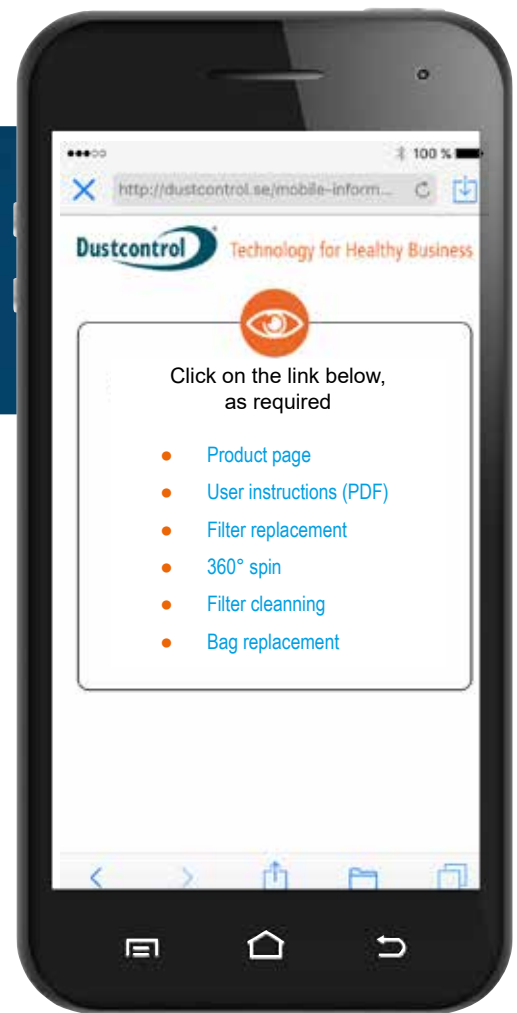 100 %
http://dustcontrol.se/mobile-inform...
Dustcontrol
Technology for Healthy Business
Click on the link below,
as required
Product page
User instructions (PDF)
Filter replacement
360° spin
Filter cleanning
Bag replacement